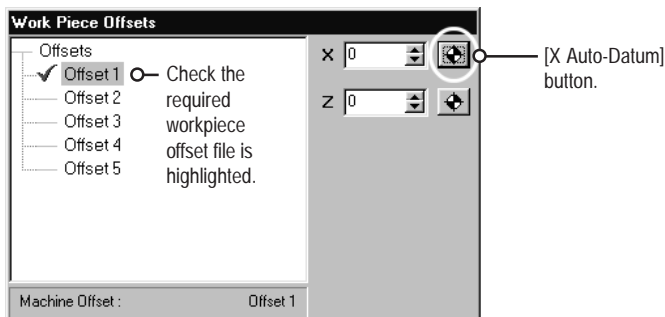 Work Piece Offsets
Offsets
Offset 1
Check the
required
workpiece
offset file is
highlighted.
Offset 2
Offset 3
Offset 4
Offset 5
X 0
[X Auto-Datum]
button.
Z 0
Machine Offset : Offset 1